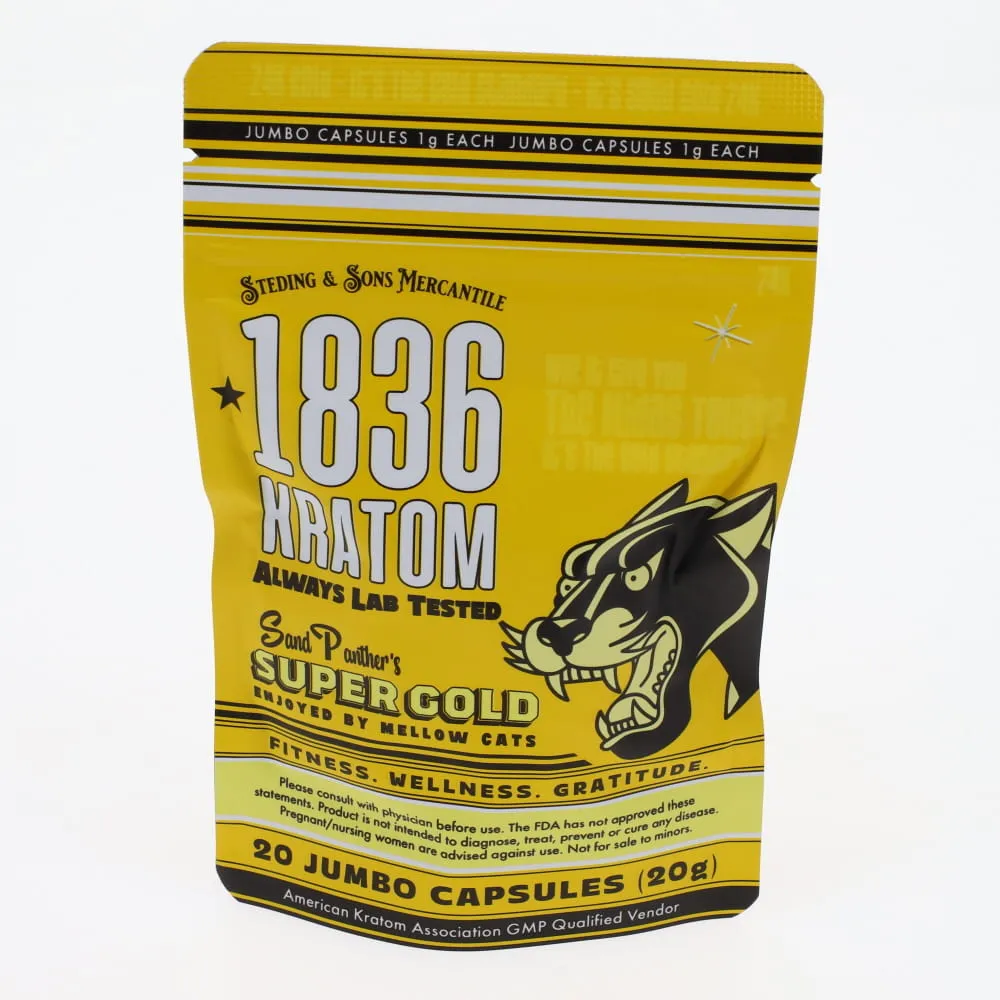 JUMBO CAPSULES 1g EACH JUMBO CAPSULES 1g EACH
STEDING & SONS MERCANTILE
1836
KRATOM
ALWAYS LAB TESTED
Sand Panther's
SUPER GOLD
ENJOYED BY MELLOW CATS
FITNESS. WELLNESS. GRATITUDE.
Please consult with physician before use. The FDA has not approved these
statements. Product is not intended to diagnose, treat, prevent or cure any disease.
Pregnant/nursing women are advised against use. Not for sale to minors.
20 JUMBO CAPSULES (20g)
American Kratom Association GMP Qualified Vendor